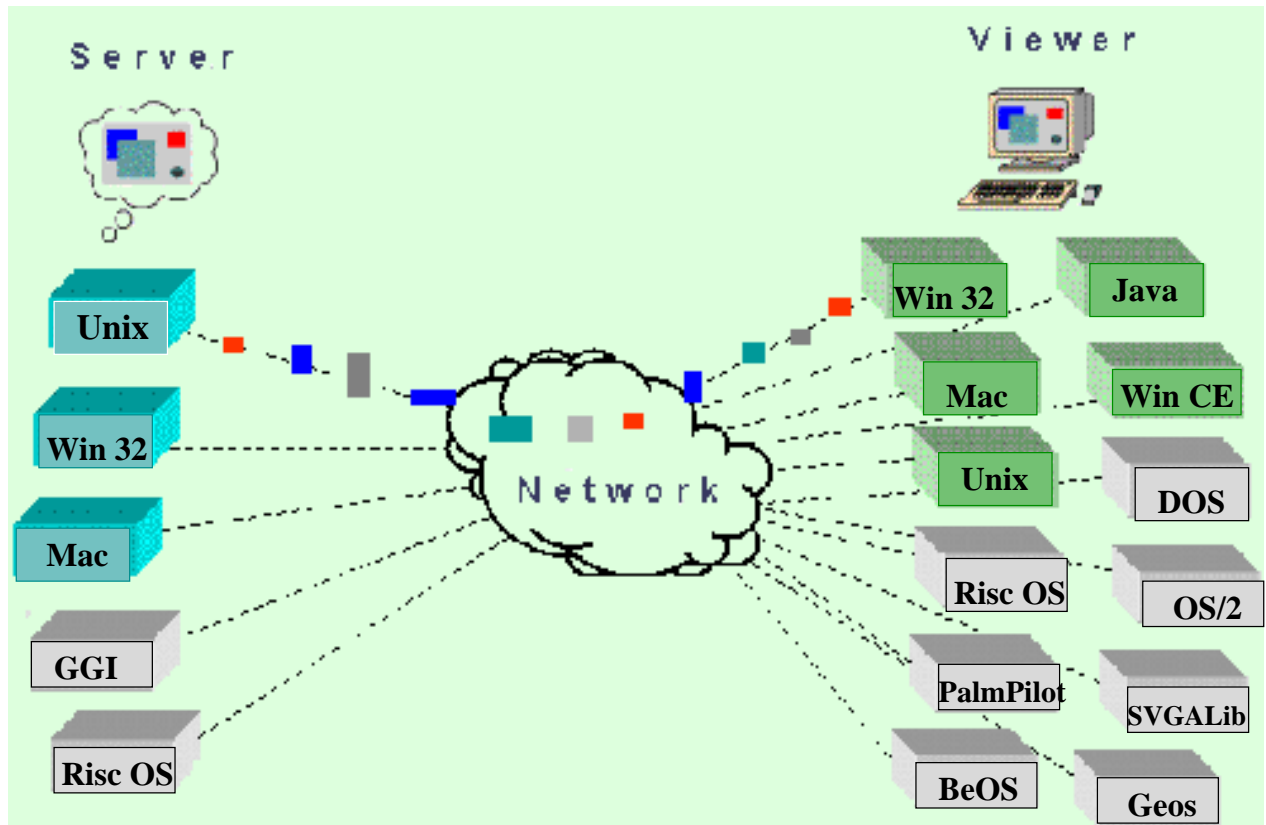 Server
Viewer
Unix
Win 32
Mac
GGI
Risc OS
Network
Win 32
Java
Mac
Win CE
Unix
DOS
Risc OS
OS/2
PalmPilot
SVGALib
BeOS
Geos